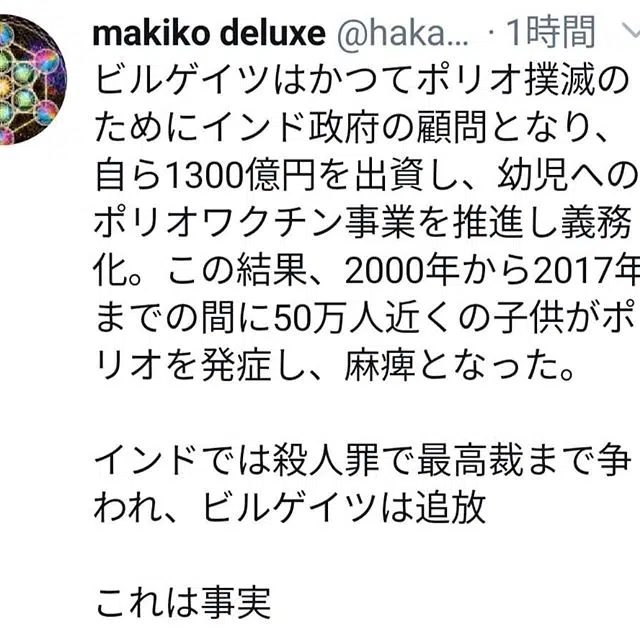 makiko deluxe @haka... · 1時間
ビルゲイツはかつてポリオ撲滅の
ためにインド政府の顧問となり、
自ら1300億円を出資し、幼児への
ポリオワクチン事業を推進し義務
化。この結果、2000年から2017年
までの間に50万人近くの子供がポ
リオを発症し、麻痺となった。
インドでは殺人罪で最高裁まで争
われ、ビルゲイツは追放
これは事実